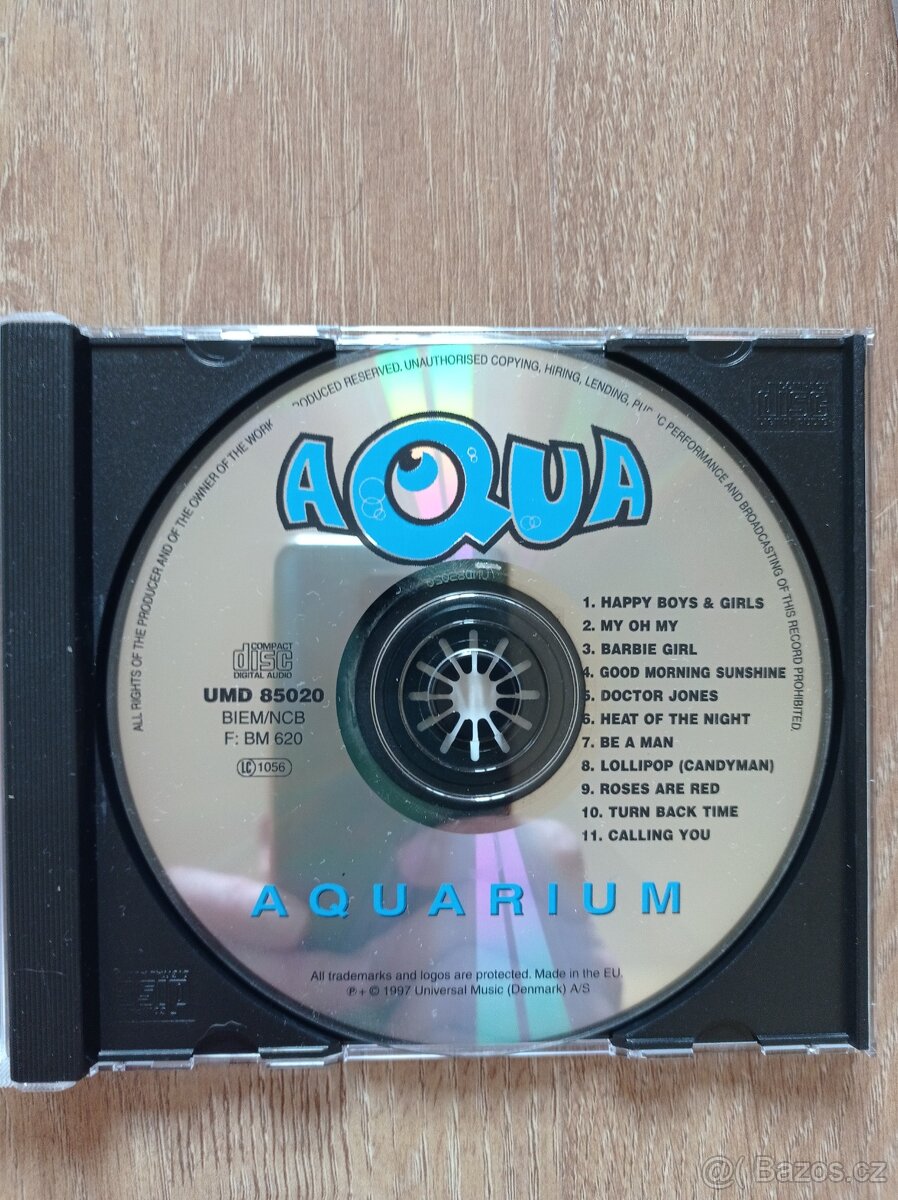 ALL RIGHTS OF THE PRODUCER AND OF THE OWNER OF THE WORK RODUCED RESERVED. UNAUTHORISED COPYING, HIRING, LENDING, PUBLIC PERFORMANCE AND BROADCASTING OF THIS RECORD PROHIBITED.
AQUA
1. HAPPY BOYS & GIRLS
2. MY OH MY
3. BARBIE GIRL
4. GOOD MORNING SUNSHINE
5. DOCTOR JONES
6. HEAT OF THE NIGHT
7. BE A MAN
8. LOLLIPOP (CANDYMAN)
9. ROSES ARE RED
10. TURN BACK TIME
11. CALLING YOU
COMPACT
disc
DIGITAL AUDIO
UMD 85020
BIEM/NCB
F: BM 620
LC 1056
AQUARIUM
All trademarks and logos are protected. Made in the EU.
℗ + © 1997 Universal Music (Denmark) A/S
@( Bazos.cz